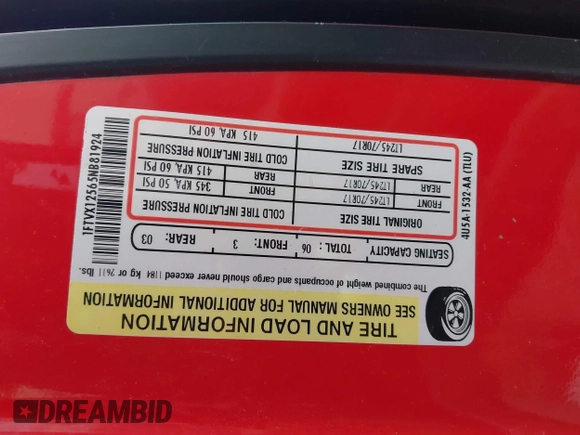 TIRE AND LOAD INFORMATION
SEE OWNERS MANUAL FOR ADDITIONAL INFORMATION
The combined weight of occupants and cargo should never exceed 1184 kg or 2611 lbs.
SEATING CAPACITY TOTAL: 06 FRONT: 3 REAR: 03
ORIGINAL TIRE SIZE COLD TIRE INFLATION PRESSURE
FRONT LT245/70R17 FRONT 345 KPA, 50 PSI
REAR LT245/70R17 REAR 415 KPA, 60 PSI
SPARE TIRE SIZE COLD TIRE INFLATION PRESSURE
LT245/70R17 415 KPA, 60 PSI
4U5A-1532-AA (TLU)
1FTVX12565NB81924
DREAMBID